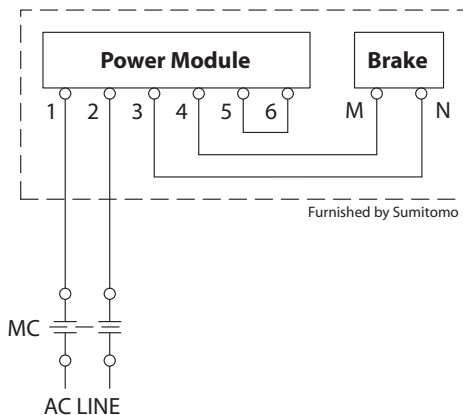 Power Module
Brake
1 2 3 4 5 6 M N
Furnished by Sumitomo
MC
AC LINE